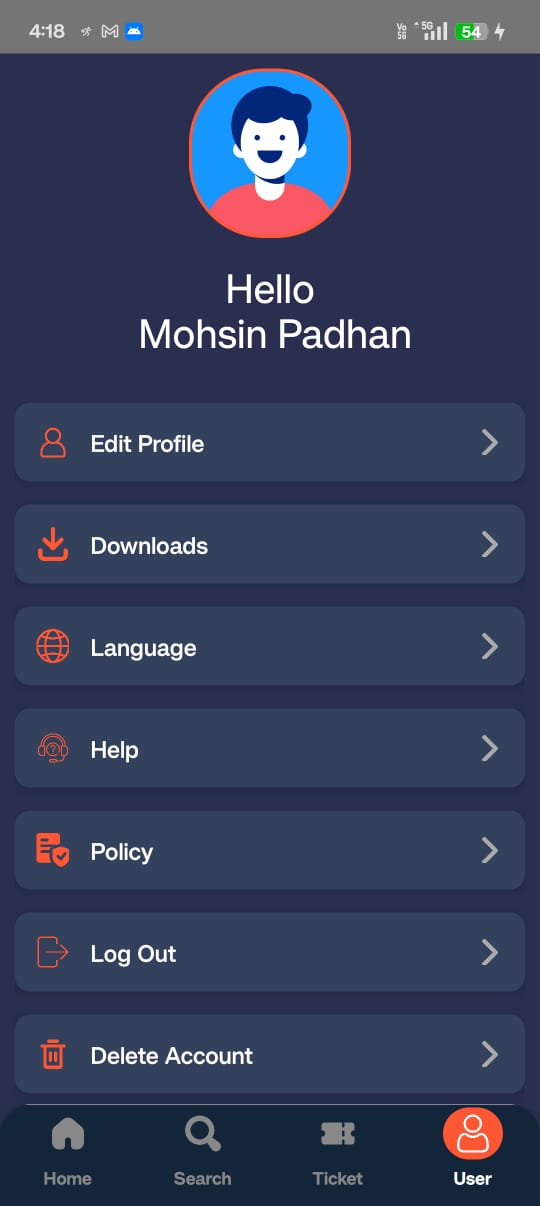 4:18
Vo 5G
5G
54
Hello
Mohsin Padhan
Edit Profile
Downloads
Language
Help
Policy
Log Out
Delete Account
Home
Search
Ticket
User